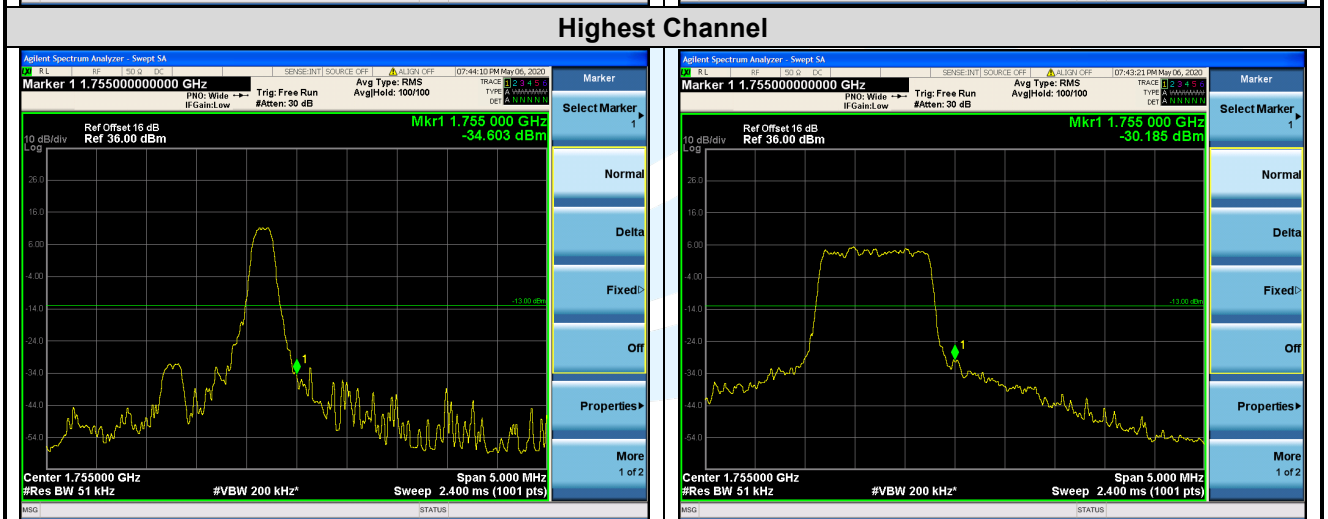 Highest Channel
Agilent Spectrum Analyzer - Swept SA
RL RF 50 Ω DC SENSE:INT SOURCE OFF ALIGN OFF 07:44:10 PM May 06, 2020
Marker 1 1.755000000000 GHz
PNO: Wide
IFGain:Low
Trig: Free Run
#Atten: 30 dB
Avg Type: RMS
Avg|Hold: 100/100
TRACE 1 2 3 4 5 6
TYPE A
DET A N N N N N
Mkr1 1.755 000 GHz
-34.603 dBm
Ref Offset 16 dB
10 dB/div Ref 36.00 dBm
Log
26.0
16.0
6.00
-4.00
-13.00 dBm
-14.0
-24.0
1
-34.0
-44.0
-54.0
Center 1.755000 GHz Span 5.000 MHz
#Res BW 51 kHz #VBW 200 kHz* Sweep 2.400 ms (1001 pts)
MSG STATUS
Marker
Select Marker
1
Normal
Delta
Fixed
Off
Properties
More
1 of 2
Agilent Spectrum Analyzer - Swept SA
RL RF 50 Ω DC SENSE:INT SOURCE OFF ALIGN OFF 07:43:21 PM May 06, 2020
Marker 1 1.755000000000 GHz
PNO: Wide
IFGain:Low
Trig: Free Run
#Atten: 30 dB
Avg Type: RMS
Avg|Hold: 100/100
TRACE 1 2 3 4 5 6
TYPE A
DET A N N N N N
Mkr1 1.755 000 GHz
-30.185 dBm
Ref Offset 16 dB
10 dB/div Ref 36.00 dBm
Log
26.0
16.0
6.00
-4.00
-13.00 dBm
-14.0
-24.0
1
-34.0
-44.0
-54.0
Center 1.755000 GHz Span 5.000 MHz
#Res BW 51 kHz #VBW 200 kHz* Sweep 2.400 ms (1001 pts)
MSG STATUS
Marker
Select Marker
1
Normal
Delta
Fixed
Off
Properties
More
1 of 2